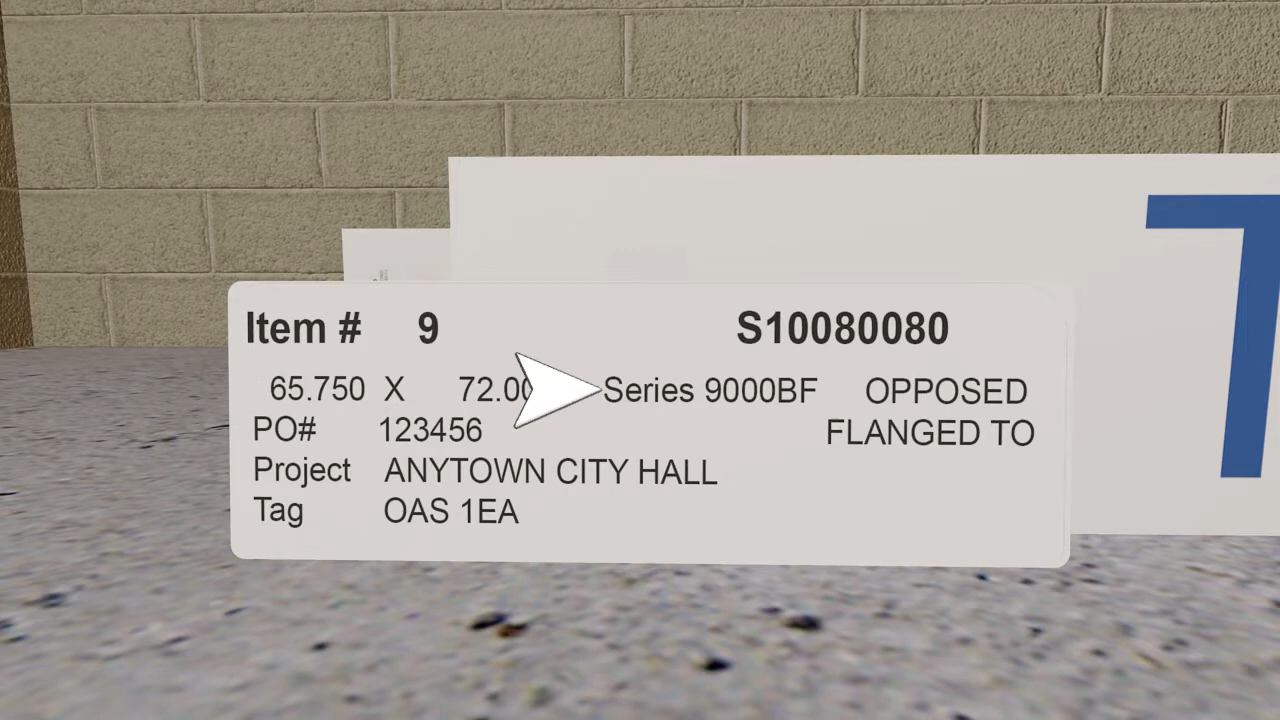 Item # 9 S10080080
65.750 X 72.00 Series 9000BF OPPOSED
PO# 123456 FLANGED TO
Project ANYTOWN CITY HALL
Tag OAS 1EA
T